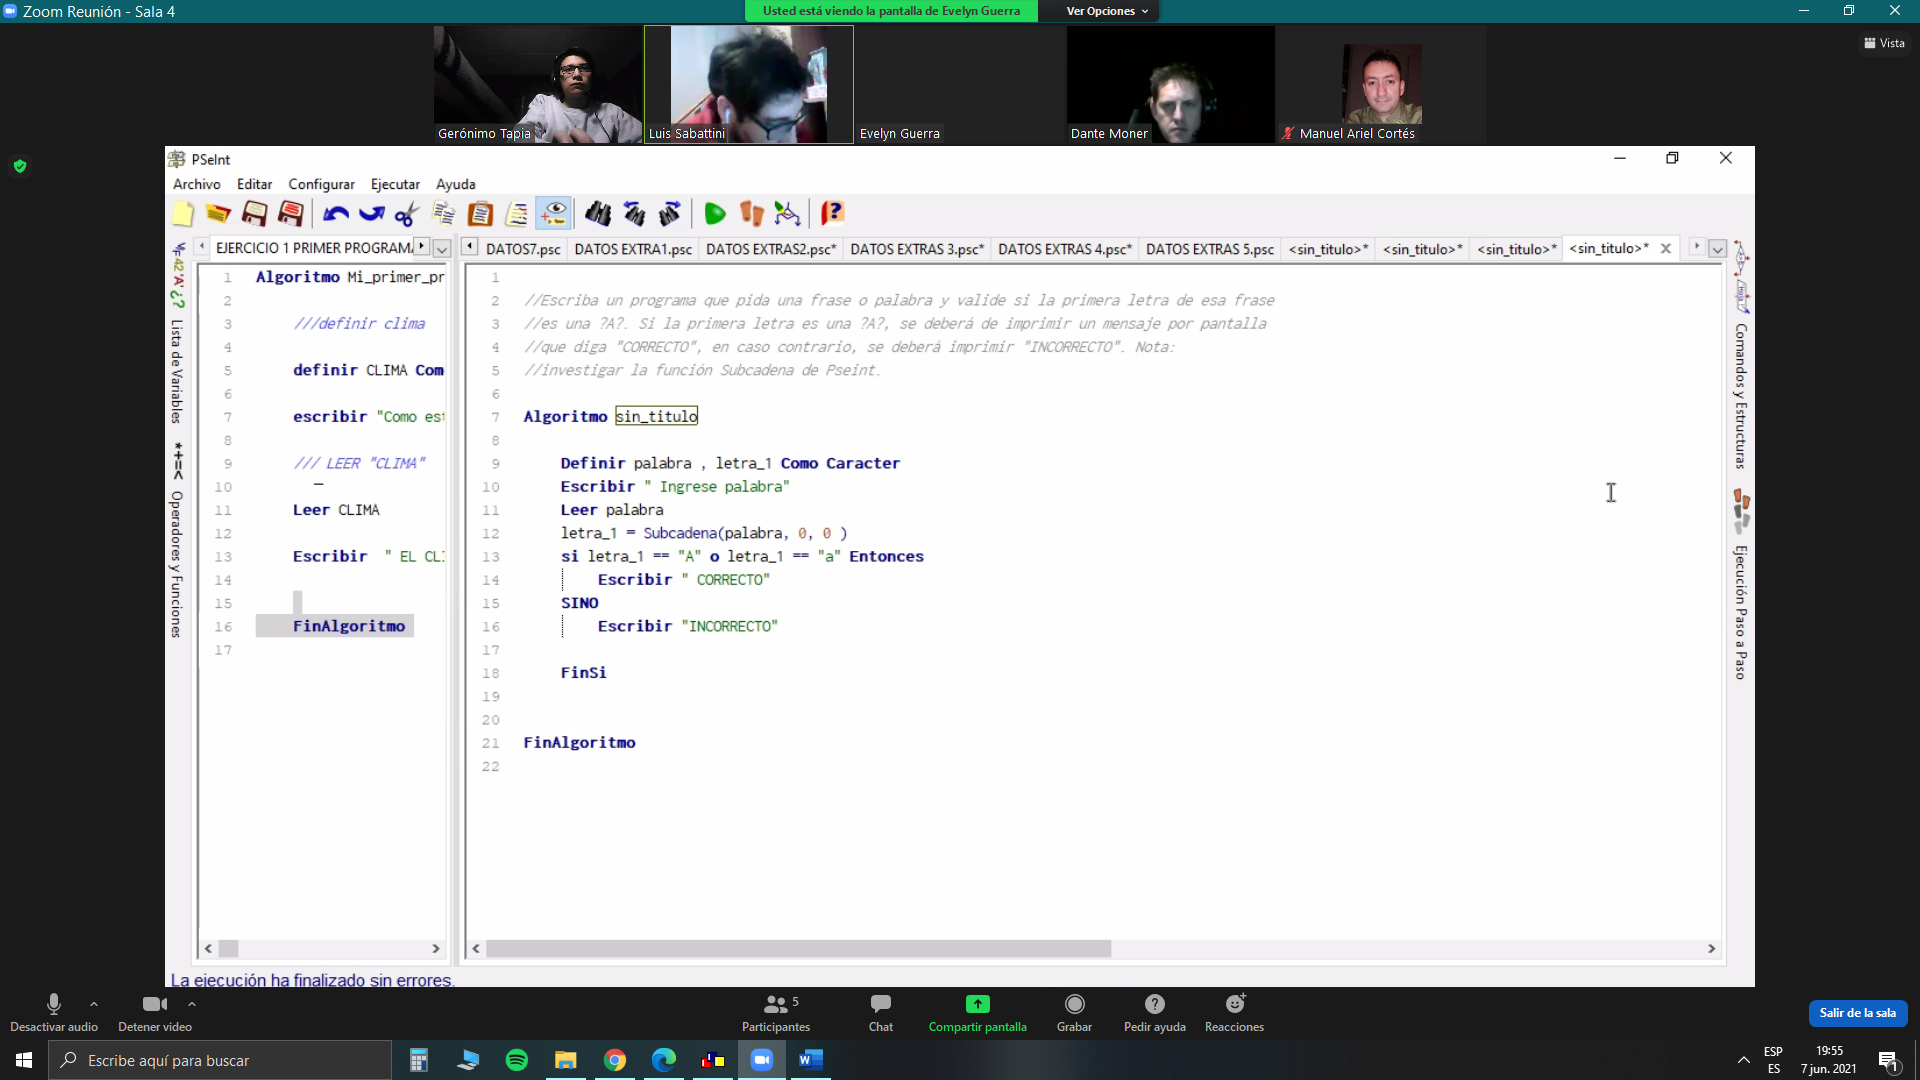 Zoom Reunión - Sala 4
Usted está viendo la pantalla de Evelyn Guerra
Ver Opciones
Vista
Gerónimo Tapia
Luis Sabattini
Evelyn Guerra
Dante Moner
Manuel Ariel Cortés
PSeInt
Archivo Editar Configurar Ejecutar Ayuda
EJERCICIO 1 PRIMER PROGRAMA
DATOS7.psc
DATOS EXTRA1.psc
DATOS EXTRAS2.psc*
DATOS EXTRAS 3.psc*
DATOS EXTRAS 4.psc*
DATOS EXTRAS 5.psc
<sin_titulo>*
<sin_titulo>*
<sin_titulo>*
<sin_titulo>*
Lista de Variables
Operadores y Funciones
1 Algoritmo Mi_primer_pr
2
3 ///definir clima
4
5 definir CLIMA Com
6
7 escribir "Como est
8
9 /// LEER "CLIMA"
10
11 Leer CLIMA
12
13 Escribir " EL CLI
14
15
16 FinAlgoritmo
17
1
2 //Escriba un programa que pida una frase o palabra y valide si la primera letra de esa frase
3 //es una ?A?. Si la primera letra es una ?A?, se deberá de imprimir un mensaje por pantalla
4 //que diga "CORRECTO", en caso contrario, se deberá imprimir "INCORRECTO". Nota:
5 //investigar la función Subcadena de Pseint.
6
7 Algoritmo sin_titulo
8
9 Definir palabra , letra_1 Como Caracter
10 Escribir " Ingrese palabra"
11 Leer palabra
12 letra_1 = Subcadena(palabra, 0, 0 )
13 si letra_1 == "A" o letra_1 == "a" Entonces
14 Escribir " CORRECTO"
15 SINO
16 Escribir "INCORRECTO"
17
18 FinSi
19
20
21 FinAlgoritmo
22
Comandos y Estructuras
Ejecución Paso a Paso
La ejecución ha finalizado sin errores.
Desactivar audio
Detener video
5
Participantes
Chat
Compartir pantalla
Grabar
Pedir ayuda
Reacciones
Salir de la sala
Escribe aquí para buscar
ESP
ES
19:55
7 jun. 2021
1